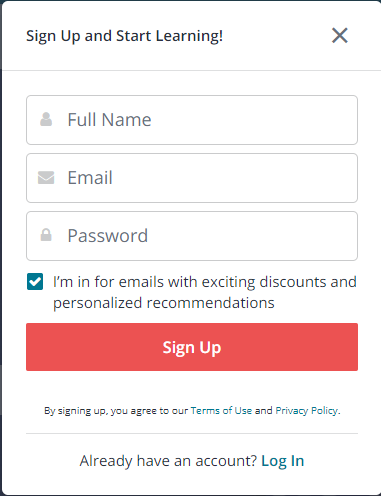 Sign Up and Start Learning!
Full Name
Email
Password
I'm in for emails with exciting discounts and
personalized recommendations
Sign Up
By signing up, you agree to our Terms of Use and Privacy Policy.
Already have an account? Log In